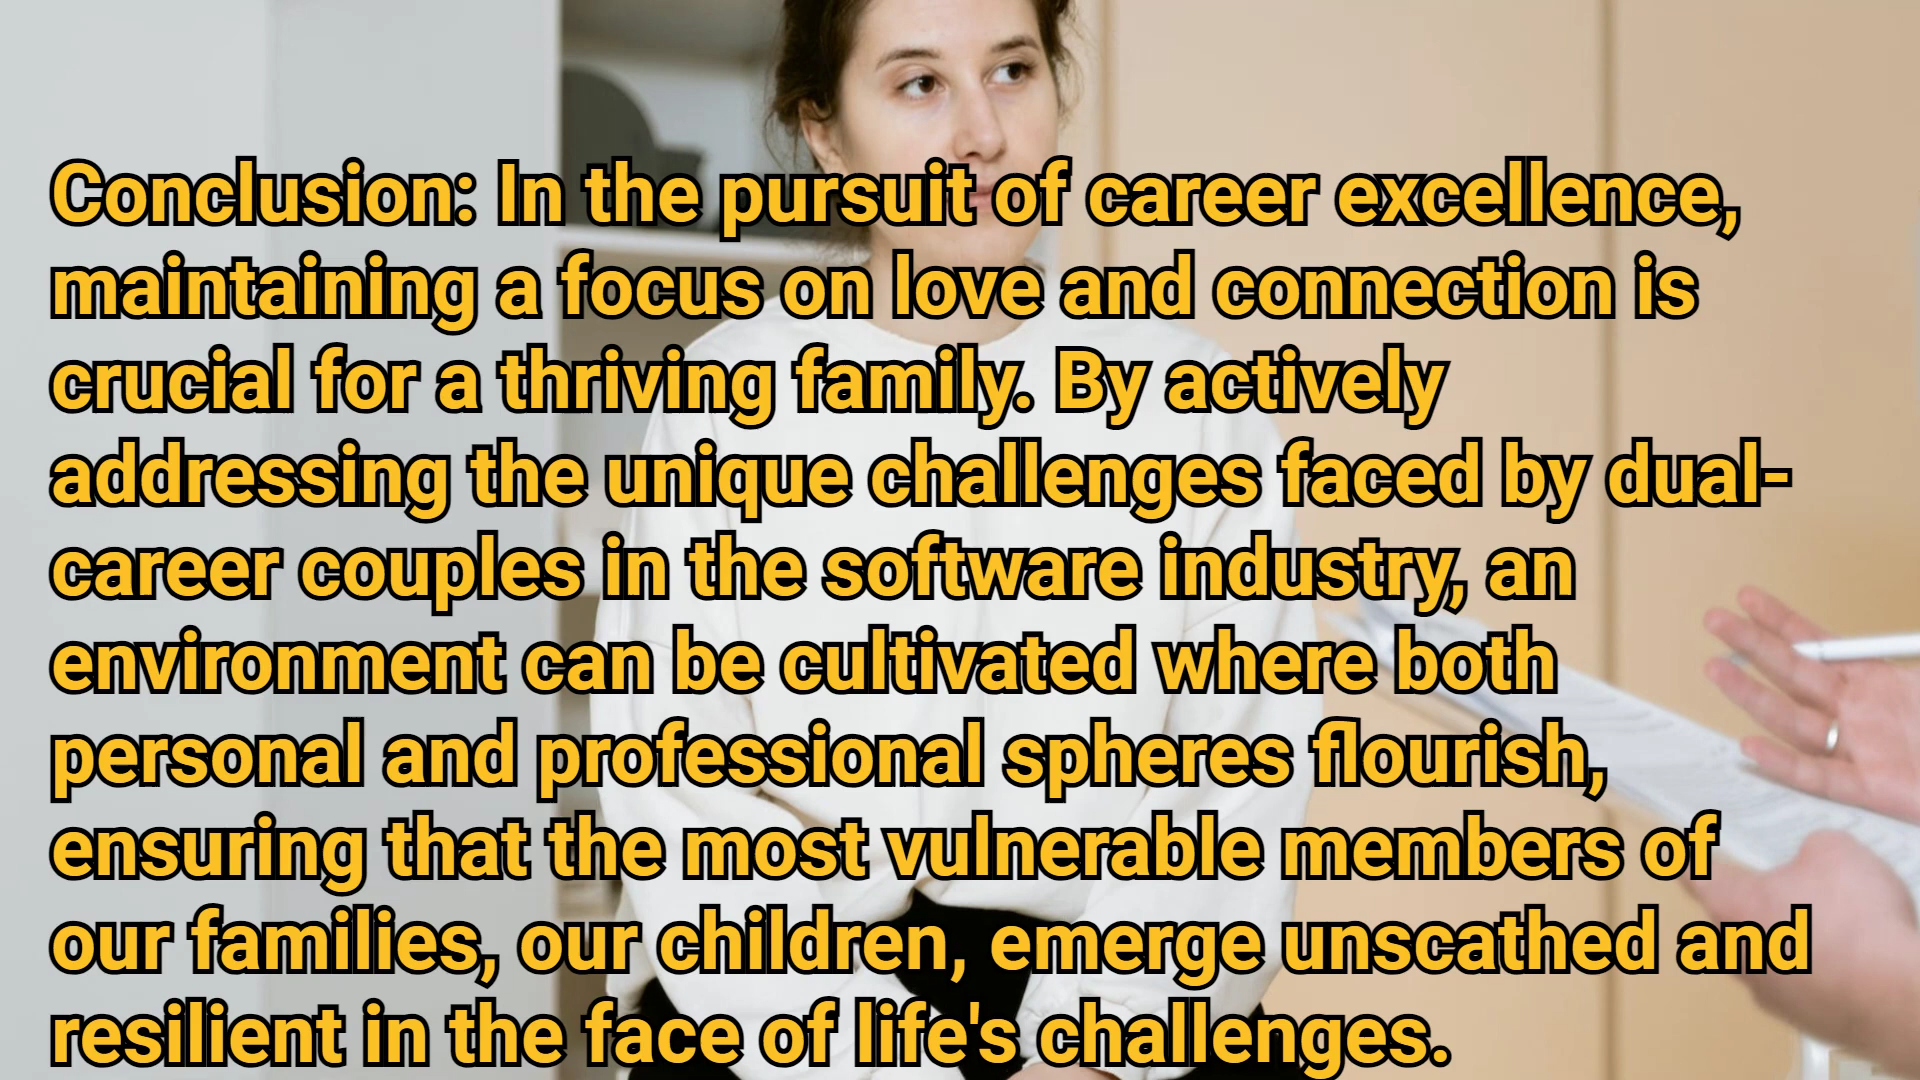 Conclusion: In the pursuit of career excellence,
maintaining a focus on love and connection is
crucial for a thriving family. By actively
addressing the unique challenges faced by dual-
career couples in the software industry, an
environment can be cultivated where both
personal and professional spheres flourish,
ensuring that the most vulnerable members of
our families, our children, emerge unscathed and
resilient in the face of life's challenges.